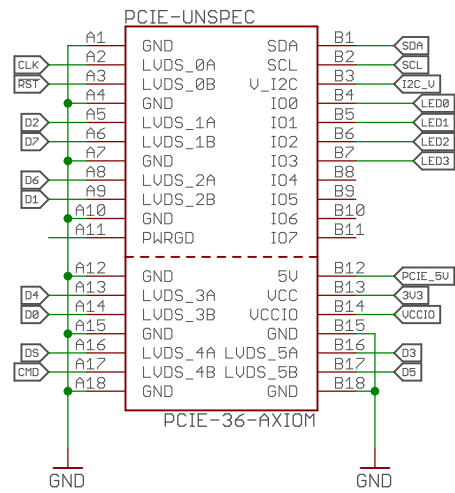 PCIE-UNSPEC
A1 GND SDA B1 SDA
CLK A2 LVDS_0A SCL B2 SCL
RST A3 LVDS_0B V_I2C B3 I2C_V
A4 GND IO0 B4 LED0
D2 A5 LVDS_1A IO1 B5 LED1
D7 A6 LVDS_1B IO2 B6 LED2
A7 GND IO3 B7 LED3
D6 A8 LVDS_2A IO4 B8
D1 A9 LVDS_2B IO5 B9
A10 GND IO6 B10
A11 PWRGD IO7 B11
A12 GND 5V B12 PCIE_5V
D4 A13 LVDS_3A VCC B13 3V3
D0 A14 LVDS_3B VCCIO B14 VCCIO
A15 GND GND B15
DS A16 LVDS_4A LVDS_5A B16 D3
CMD A17 LVDS_4B LVDS_5B B17 D5
A18 GND GND B18
PCIE-36-AXIOM
GND GND